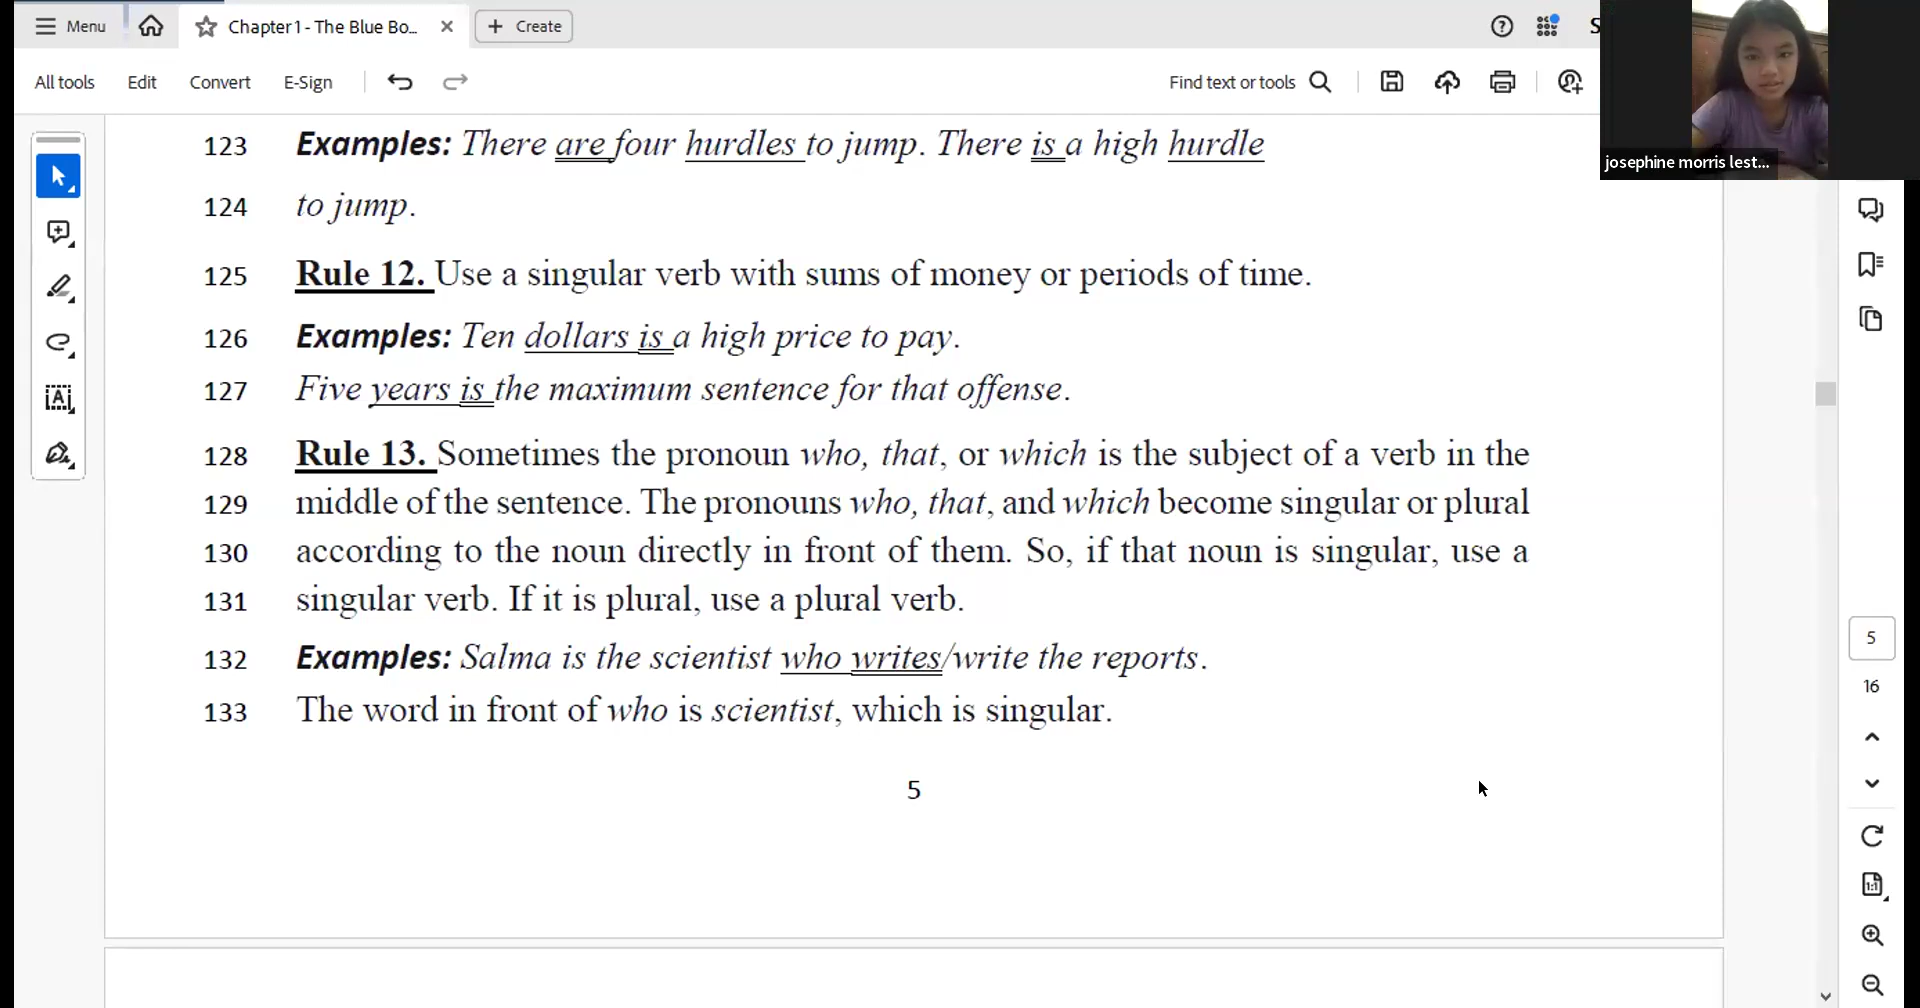 Menu
Chapter 1 - The Blue Bo...
Create
All tools
Edit
Convert
E-Sign
Find text or tools
josephine morris lest...
123 Examples: There are four hurdles to jump. There is a high hurdle
124 to jump.
125 Rule 12. Use a singular verb with sums of money or periods of time.
126 Examples: Ten dollars is a high price to pay.
127 Five years is the maximum sentence for that offense.
128 Rule 13. Sometimes the pronoun who, that, or which is the subject of a verb in the
129 middle of the sentence. The pronouns who, that, and which become singular or plural
130 according to the noun directly in front of them. So, if that noun is singular, use a
131 singular verb. If it is plural, use a plural verb.
132 Examples: Salma is the scientist who writes/write the reports.
133 The word in front of who is scientist, which is singular.
5
5
16